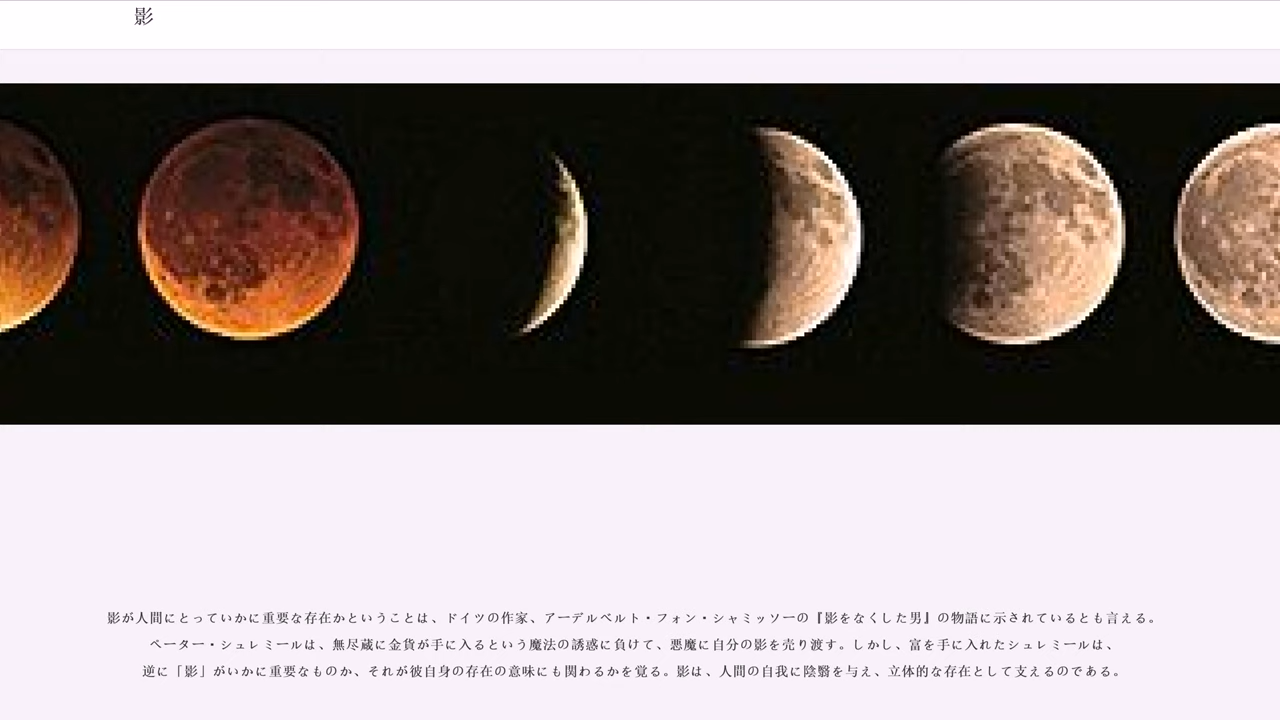 影
影が人間にとっていかに重要な存在かということは、ドイツの作家、アーデルベルト・フォン・シャミッソーの『影をなくした男』の物語に示されているとも言える。
ペーター・シュレミールは、無尽蔵に金貨が手に入るという魔法の誘惑に負けて、悪魔に自分の影を売り渡す。しかし、富を手に入れたシュレミールは、
逆に「影」がいかに重要なものか、それが彼自身の存在の意味にも関わるかを覚る。影は、人間の自我に陰翳を与え、立体的な存在として支えるのである。